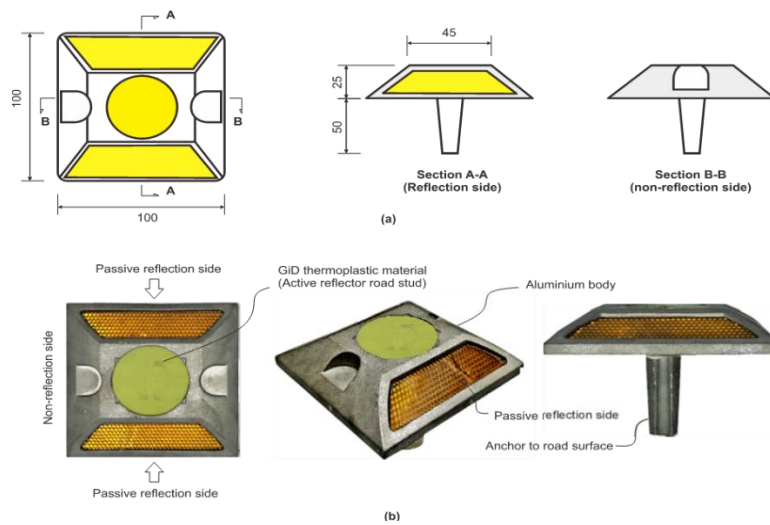 A
100
B
B
A
100
45
25
50
Section A-A
(Reflection side)
Section B-B
(non-reflection side)
(a)
Passive reflection side
GiD thermoplastic material
(Active reflector road stud)
Aluminium body
Non-reflection side
Passive reflection side
Anchor to road surface
Passive reflection side
(b)